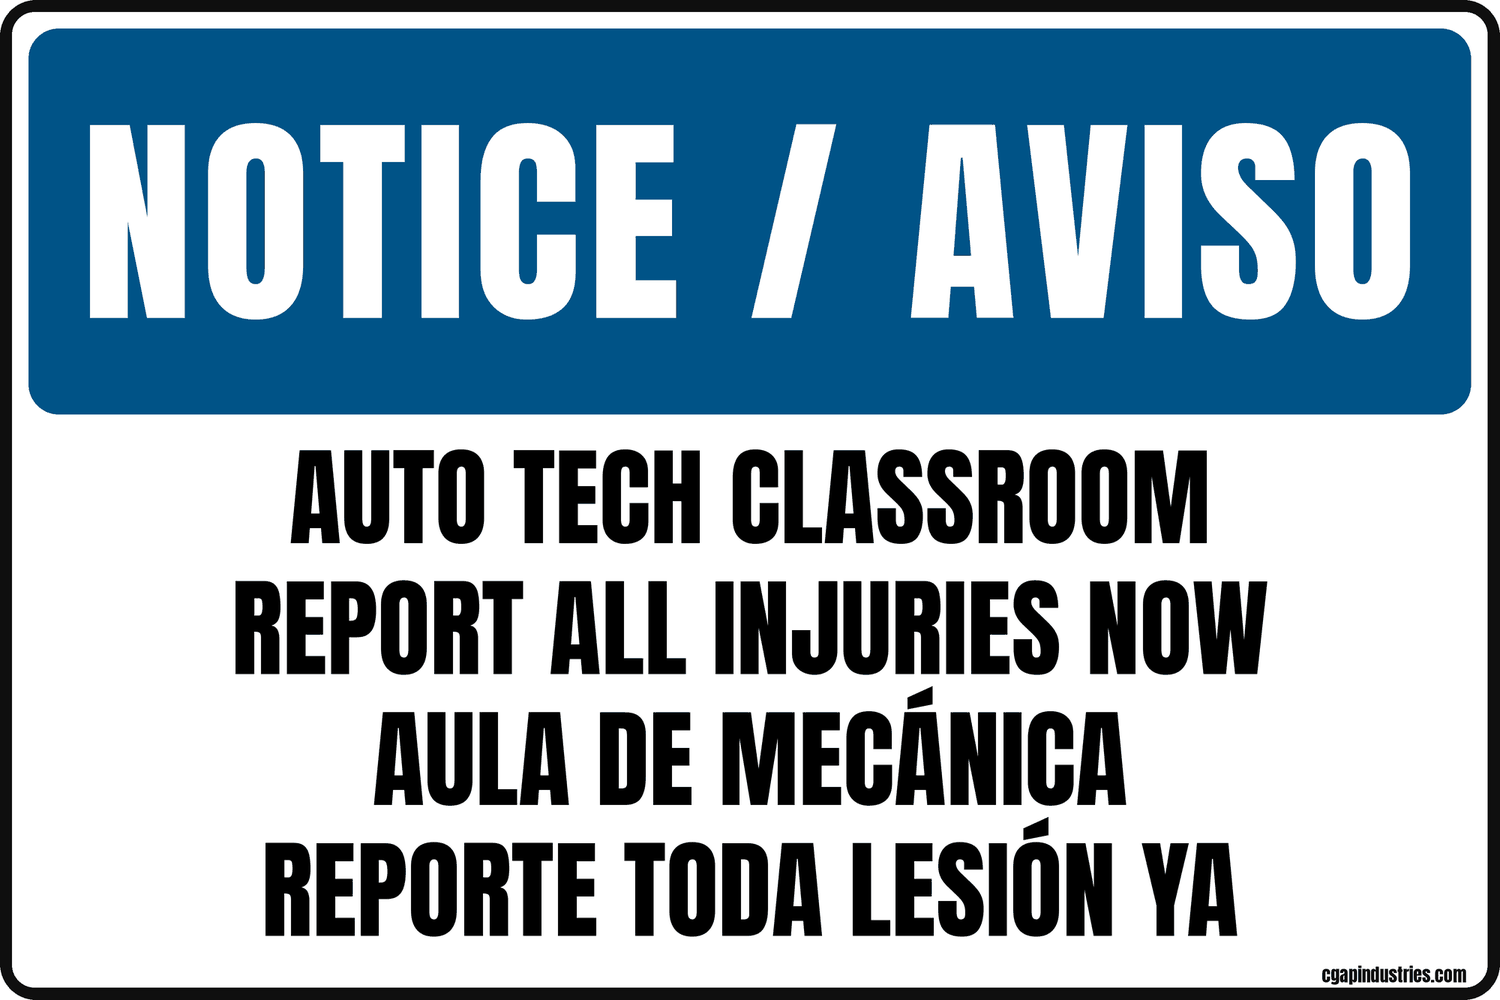 NOTICE / AVISO
AUTO TECH CLASSROOM
REPORT ALL INJURIES NOW
AULA DE MECÁNICA
REPORTE TODA LESIÓN YA
cgapindustries.com